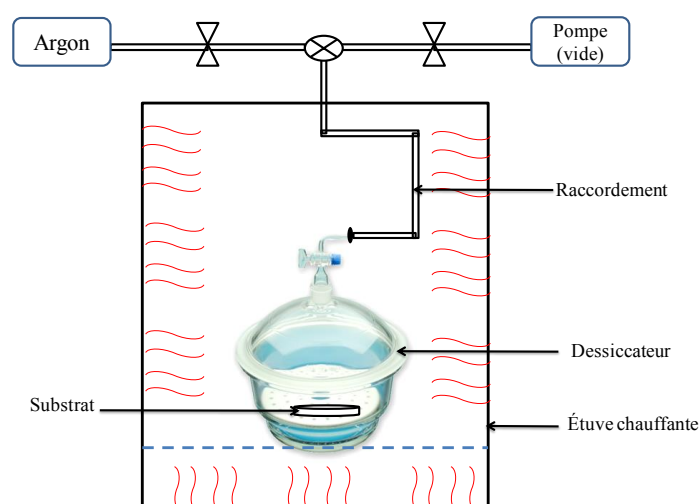 Argon
Pompe
(vide)
Raccordement
Dessiccateur
Substrat
Étuve chauffante